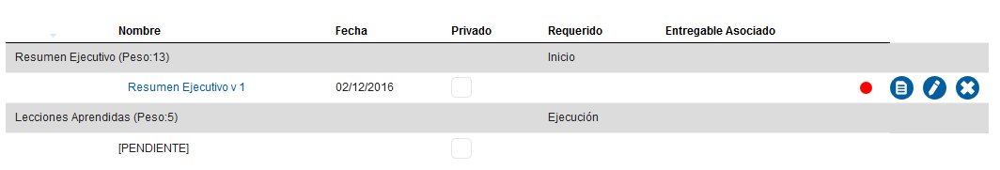 Nombre Fecha Privado Requerido Entregable Asociado
Resumen Ejecutivo (Peso:13) Inicio
Resumen Ejecutivo v 1 02/12/2016
Lecciones Aprendidas (Peso:5) Ejecución
[PENDIENTE]